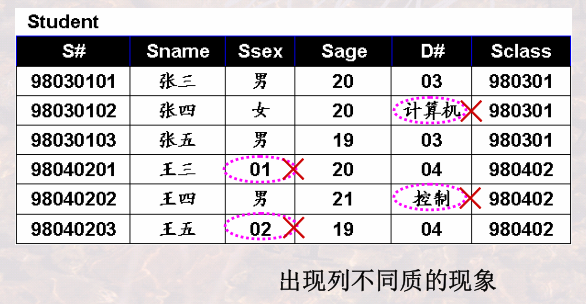 Student
S# Sname Ssex Sage D# Sclass
98030101 张三 男 20 03 980301
98030102 张四 女 20 计算机 980301
98030103 张五 男 19 03 980301
98040201 王三 01 20 04 980402
98040202 王四 男 21 控制 980402
98040203 王五 02 19 04 980402
出现列不同质的现象